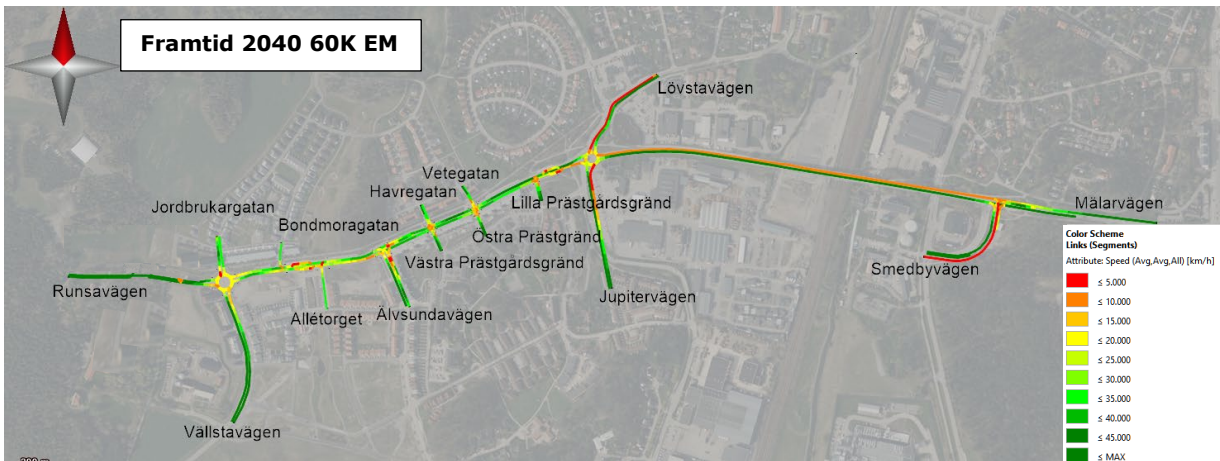 Framtid 2040 60K EM
Lövstavägen
Vetegatan
Havregatan
Lilla Prästgårdsgränd
Jordbrukargatan
Bondmoragatan
Mälarvägen
Östra Prästgränd
Västra Prästgardsgränd
Smedbyvägen
Runsavägen
Jupitervägen
Allétorget
Älvsundavägen
Vällstavägen
Color Scheme
Links (Segments)
Attribute: Speed (Avg,Avg,All) [km/h]
≤ 5.000
≤ 10.000
≤ 15.000
≤ 20.000
≤ 25.000
≤ 30.000
≤ 35.000
≤ 40.000
≤ 45.000
≤ MAX